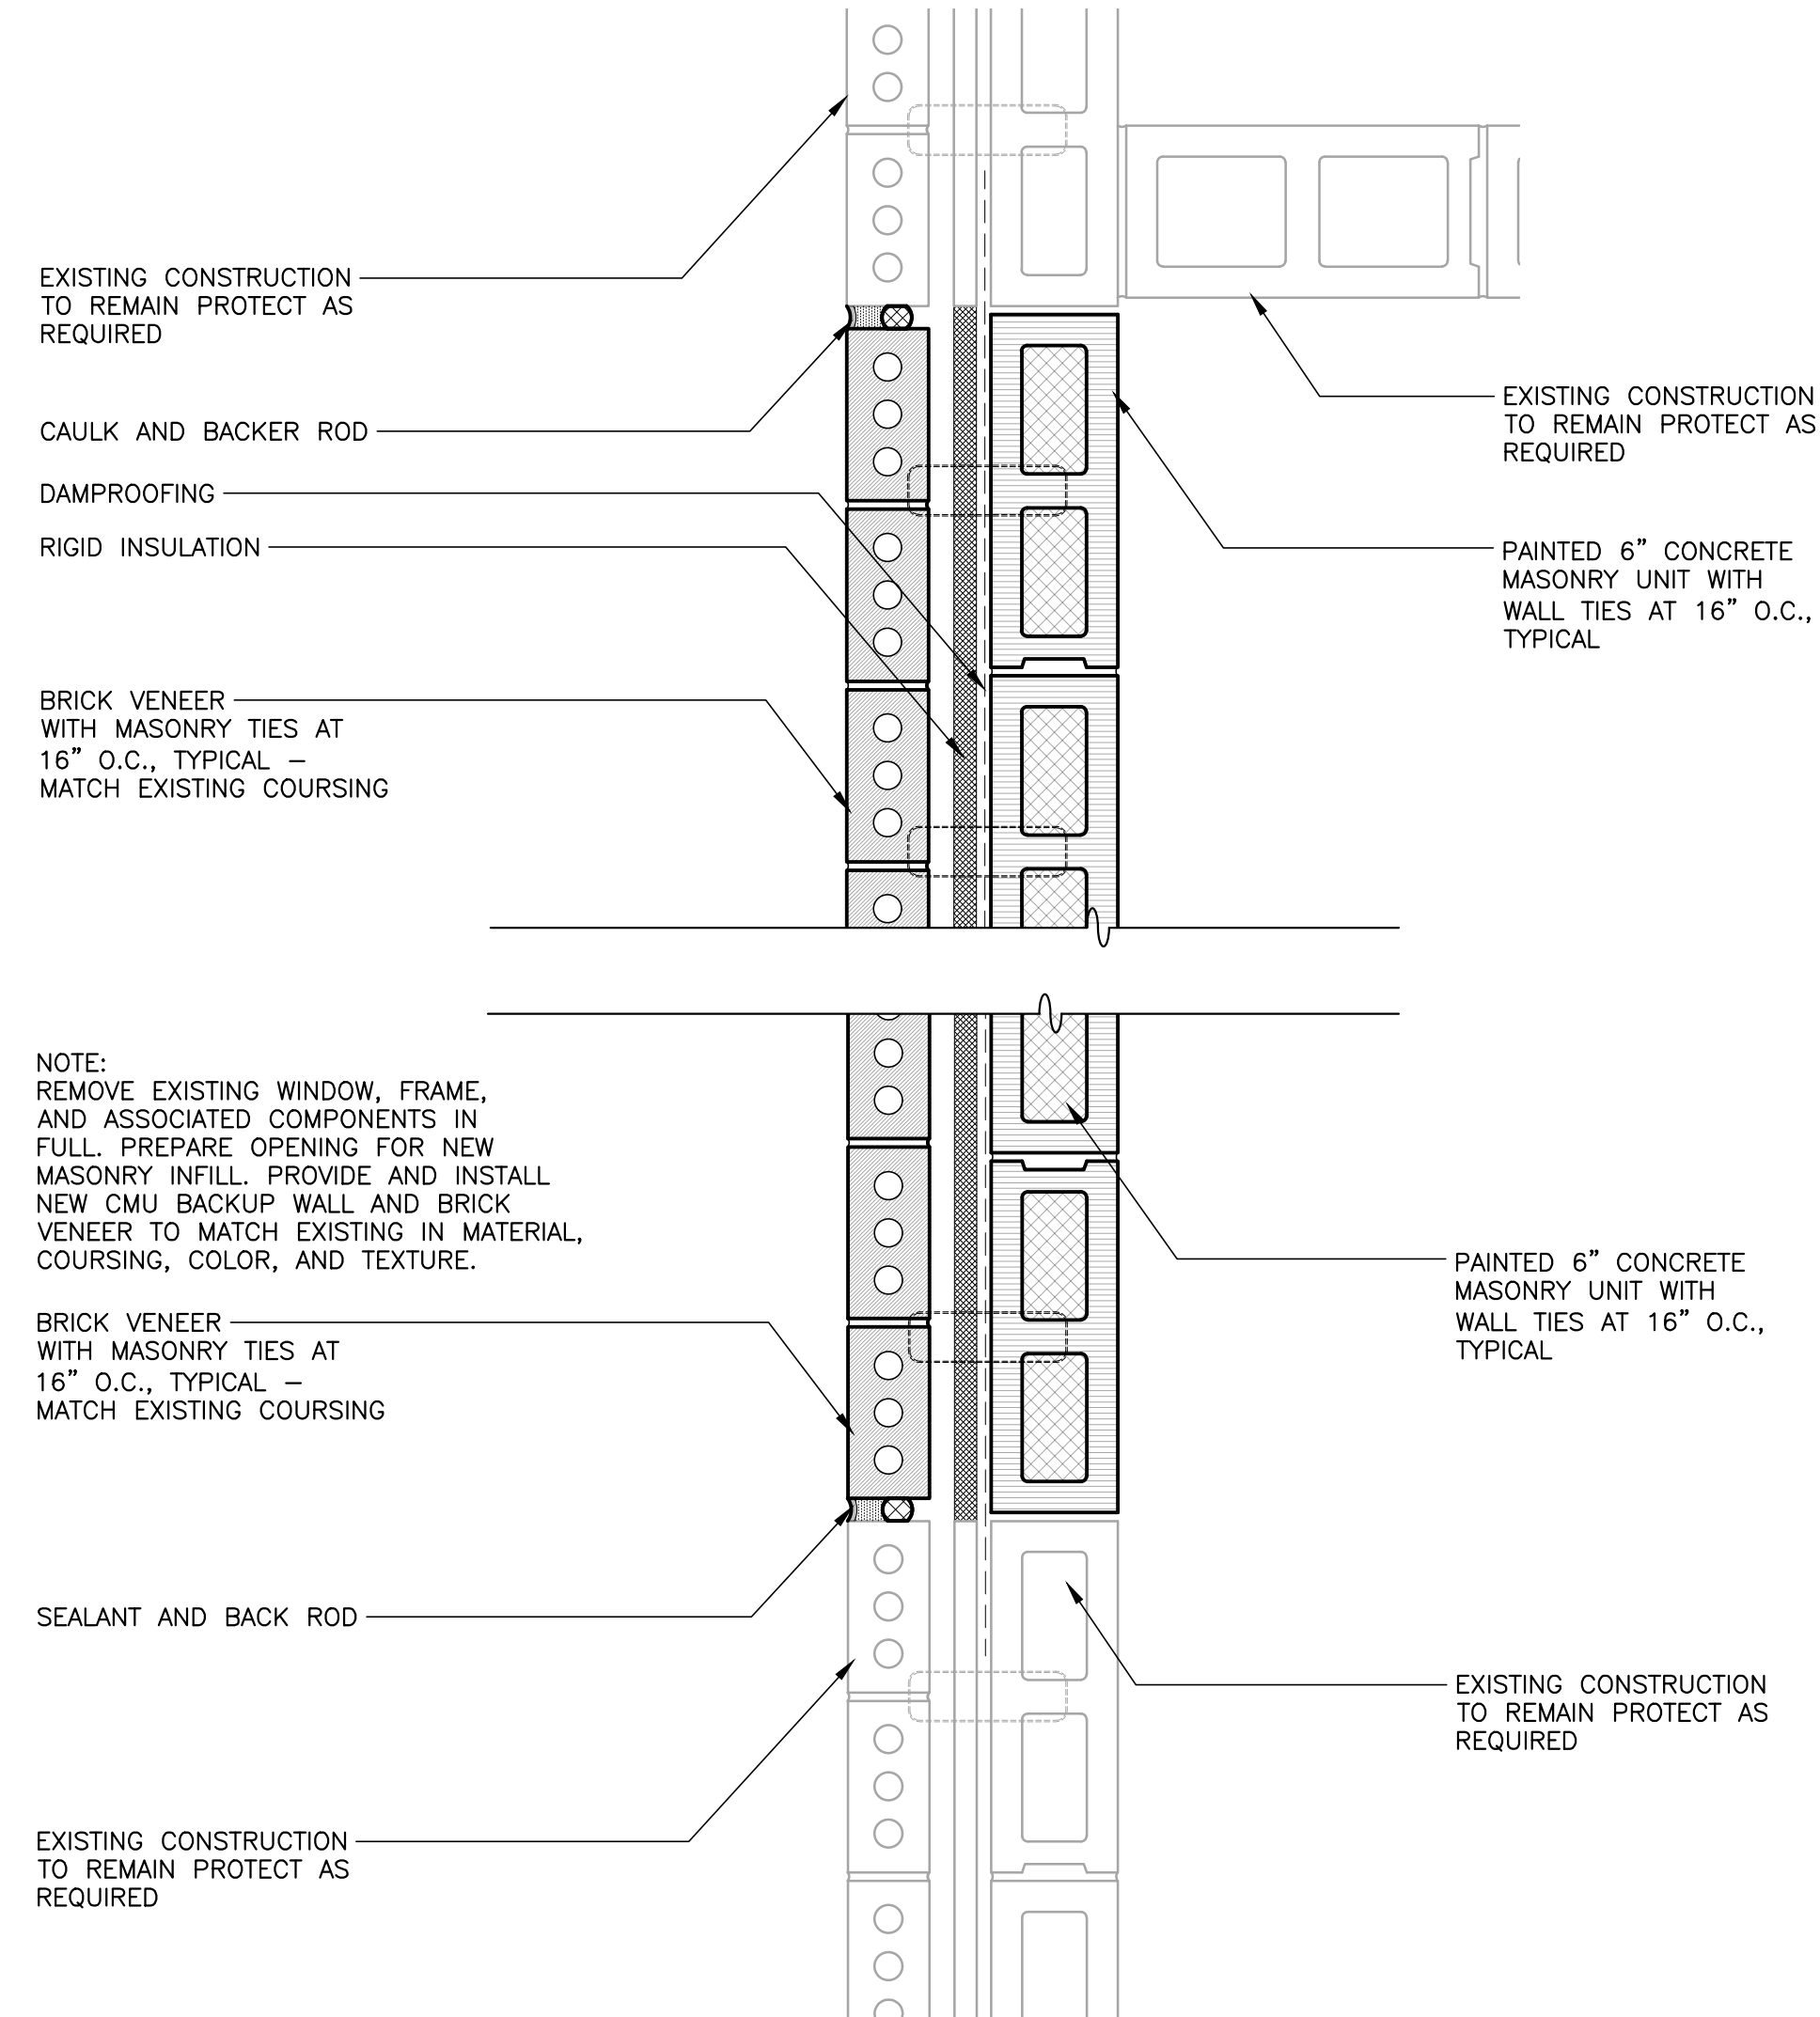 EXISTING CONSTRUCTION
TO REMAIN PROTECT AS
REQUIRED
CAULK AND BACKER ROD
DAMPROOFING
RIGID INSULATION
BRICK VENEER
WITH MASONRY TIES AT
16” O.C., TYPICAL –
MATCH EXISTING COURSING
EXISTING CONSTRUCTION
TO REMAIN PROTECT AS
REQUIRED
PAINTED 6” CONCRETE
MASONRY UNIT WITH
WALL TIES AT 16” O.C.,
TYPICAL
NOTE:
REMOVE EXISTING WINDOW, FRAME,
AND ASSOCIATED COMPONENTS IN
FULL. PREPARE OPENING FOR NEW
MASONRY INFILL. PROVIDE AND INSTALL
NEW CMU BACKUP WALL AND BRICK
VENEER TO MATCH EXISTING IN MATERIAL,
COURSING, COLOR, AND TEXTURE.
BRICK VENEER
WITH MASONRY TIES AT
16” O.C., TYPICAL –
MATCH EXISTING COURSING
SEALANT AND BACK ROD
EXISTING CONSTRUCTION
TO REMAIN PROTECT AS
REQUIRED
PAINTED 6” CONCRETE
MASONRY UNIT WITH
WALL TIES AT 16” O.C.,
TYPICAL
EXISTING CONSTRUCTION
TO REMAIN PROTECT AS
REQUIRED